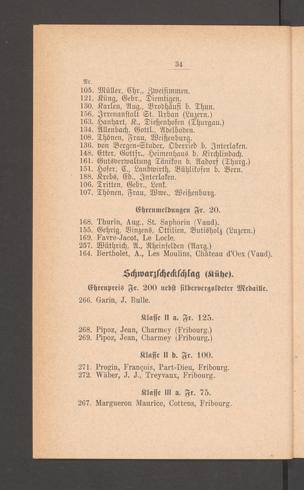 34
Nr.
105. Müller, Chr., Zweisimmen.
121. Küng, Gebr., Diemtigen.
130. Karlen, Aug., Brodhäusi b. Thun.
156. Irrenanstalt St. Urban (Luzern.)
163. Hanhart, K., Dießenhofen (Thurgau.)
134. Allenbach, Gottl., Adelboden.
108. Thönen, Frau, Weißenburg.
136. von Bergen-Studer, Oberried b. Interlaken.
148. Etter, Gottfr., Heimenhaus b. Kirchlindach.
161. Gutsverwaltung Tänikon b. Aadorf (Thurg.)
151. Hofer, C., Landwirth, Bühlikofen b. Bern.
188. Krebs, Ed., Interlaken.
106. Tritten, Gebr., Lenk.
107. Thönen, Frau, Wwe., Weißenburg.
Ehrenmeldungen Fr. 20.
168. Thurin, Aug., St. Saphorin (Vaud).
155. Gehrig, Vinzens, Ottilien, Buttisholz (Luzern.)
169. Favre-Jacot, Le Locle.
257. Wüthrich, A., Rheinfelden (Aarg.)
164. Bertholet, A., Les Moulins, Château d'Oex (Vaud).
Schwarzscheckschlag (Kühe).
Ehrenpreis Fr. 200 nebst silbervergoldeter Medaille.
266. Garin, J. Bulle.
Klasse II a. Fr. 125.
268. Pipoz, Jean, Charmey (Fribourg.)
269. Pipoz, Jean, Charmey (Fribourg.)
Klasse II b. Fr. 100.
271. Progin, François, Part-Dieu, Fribourg.
272. Wäber, J. J., Treyvaux, Fribourg.
Klasse III a. Fr. 75.
267. Margueron Maurice, Cottens, Fribourg.